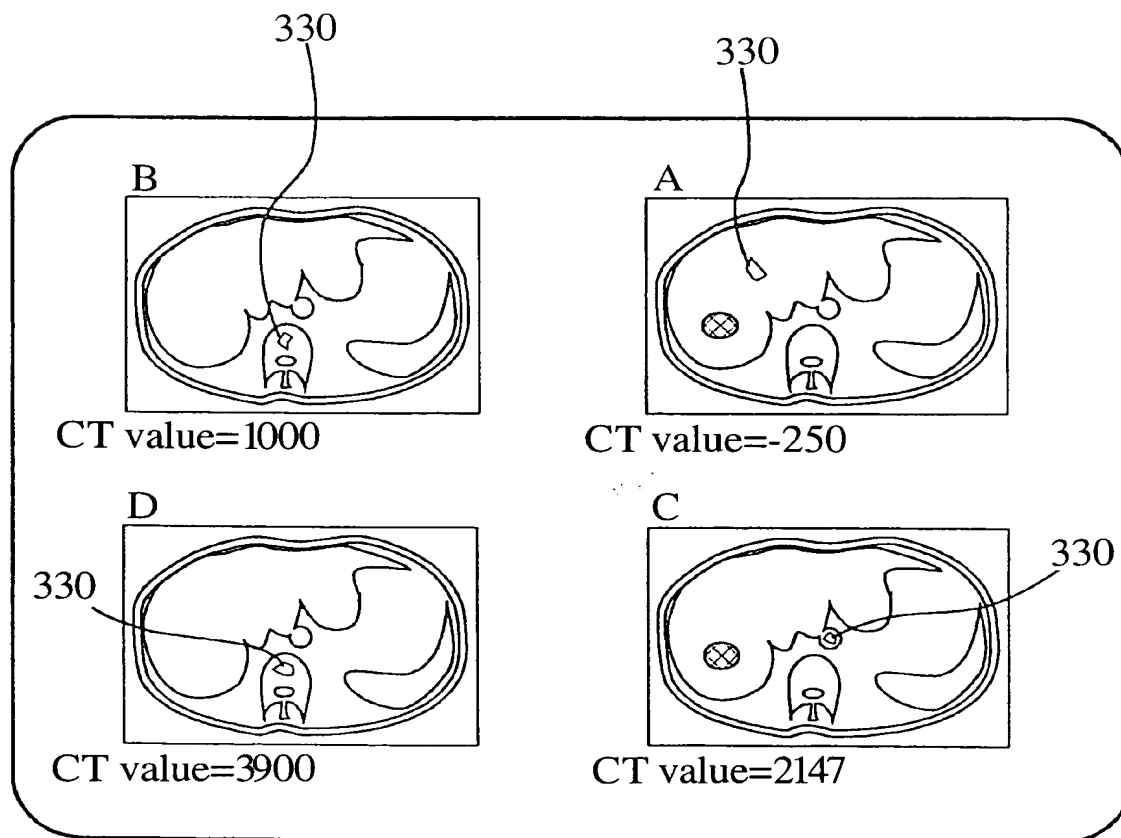 330
330
B
A
CT value=1000
CT value=-250
D
C
330
330
CT value=3900
CT value=2147